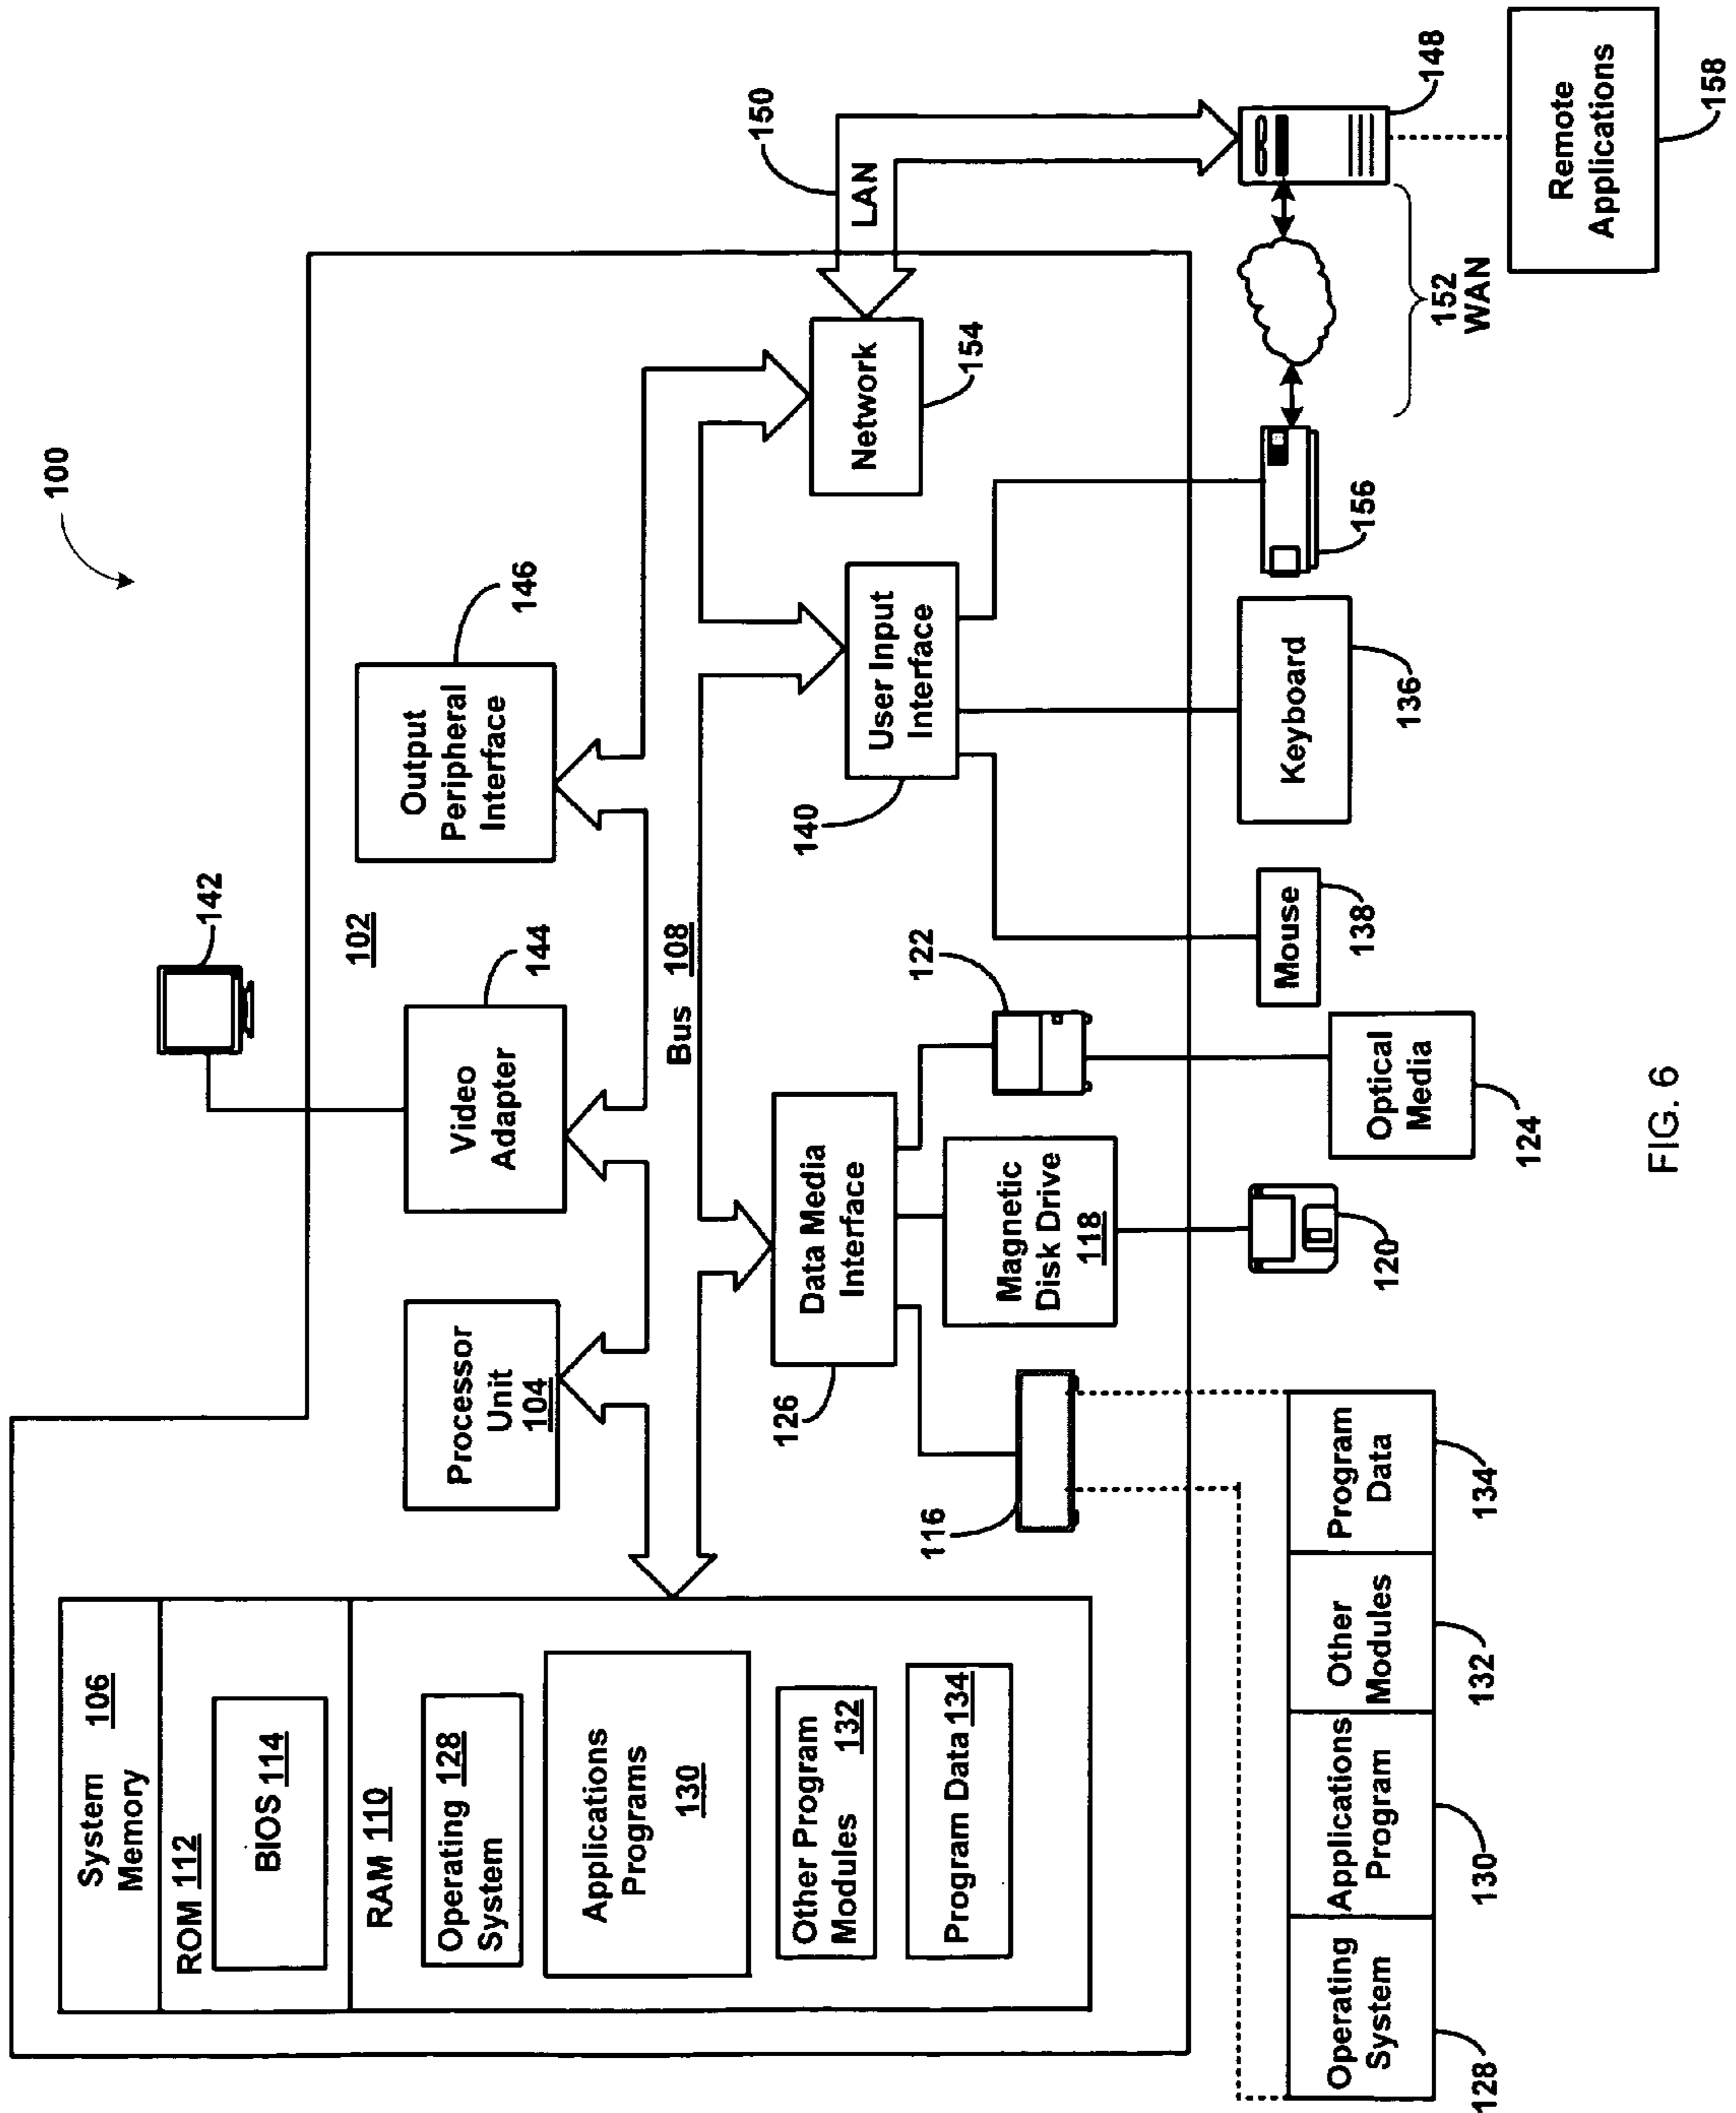 100
142
System
Memory
106
ROM 112
BIOS 114
RAM 110
Operating 128
System
Applications
Programs
130
Other Program
Modules 132
Program Data 134
Processor
Unit
104
Video
Adapter
144
102
Output
Peripheral
Interface
146
Bus 108
Data Media
Interface
126
User Input
Interface
140
Network
154
LAN
150
116
Magnetic
Disk Drive
118
122
120
Optical
Media
124
Mouse
138
Keyboard
136
156
152
WAN
148
Remote
Applications
158
Operating
System
128
Applications
Program
130
Other
Modules
132
Program
Data
134
FIG. 6